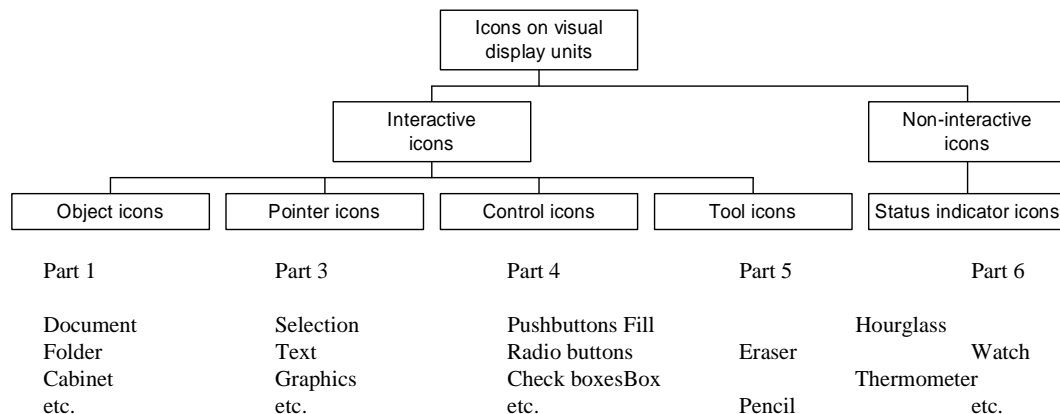 Icons on visual
display units
Interactive
icons
Non-interactive
icons
Object icons
Pointer icons
Control icons
Tool icons
Status indicator icons
Part 1 Part 3 Part 4 Part 5 Part 6
Document Selection Pushbuttons Fill Hourglass
Folder Text Radio buttons Eraser Watch
Cabinet Graphics Check boxesBox Thermometer
etc. etc. etc. Pencil etc.